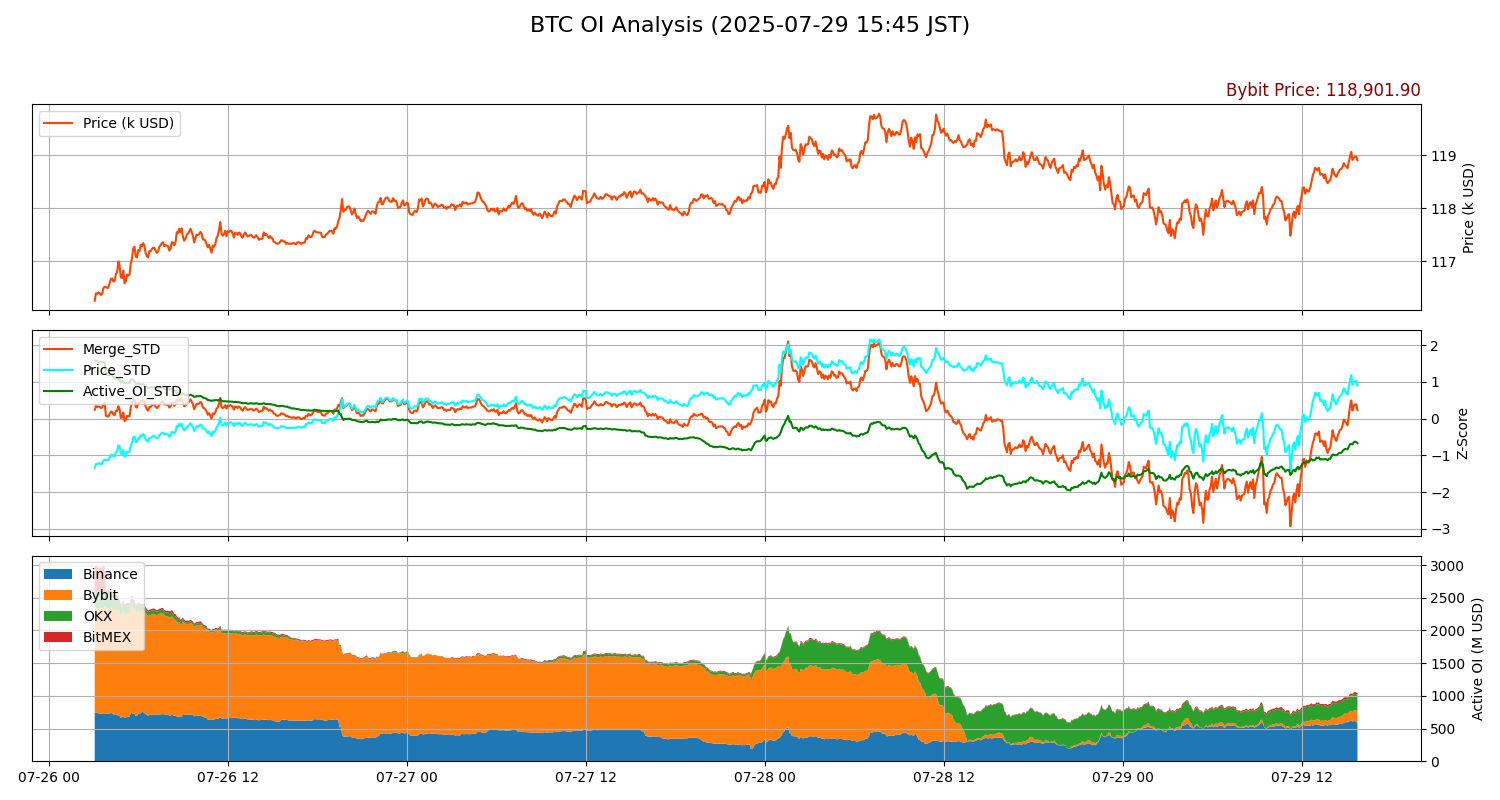 BTC OI Analysis (2025-07-29 15:45 JST)
Bybit Price: 118,901.90
Price (k USD)
119
118
117
Price (k USD)
Merge_STD
Price_STD
Active_OI_STD
2
1
0
−1
−2
−3
Z-Score
Binance
Bybit
OKX
BitMEX
3000
2500
2000
1500
1000
500
0
Active OI (M USD)
07-26 00
07-26 12
07-27 00
07-27 12
07-28 00
07-28 12
07-29 00
07-29 12